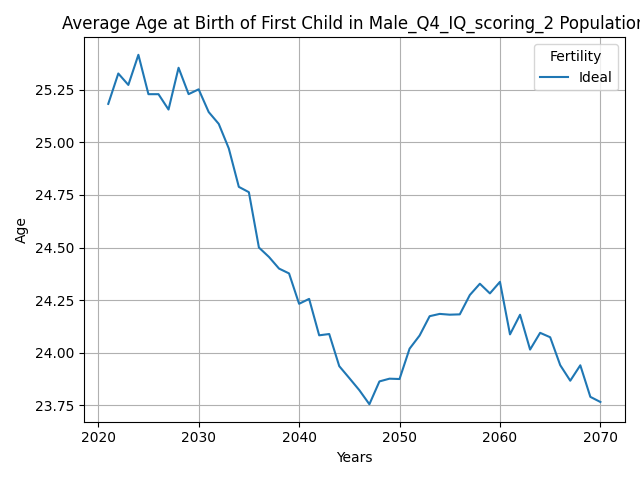 Average Age at Birth of First Child in Male_Q4_IQ_scoring_2 Population
Fertility
Ideal
25.25
25.00
24.75
24.50
24.25
24.00
23.75
Age
2020 2030 2040 2050 2060 2070
Years